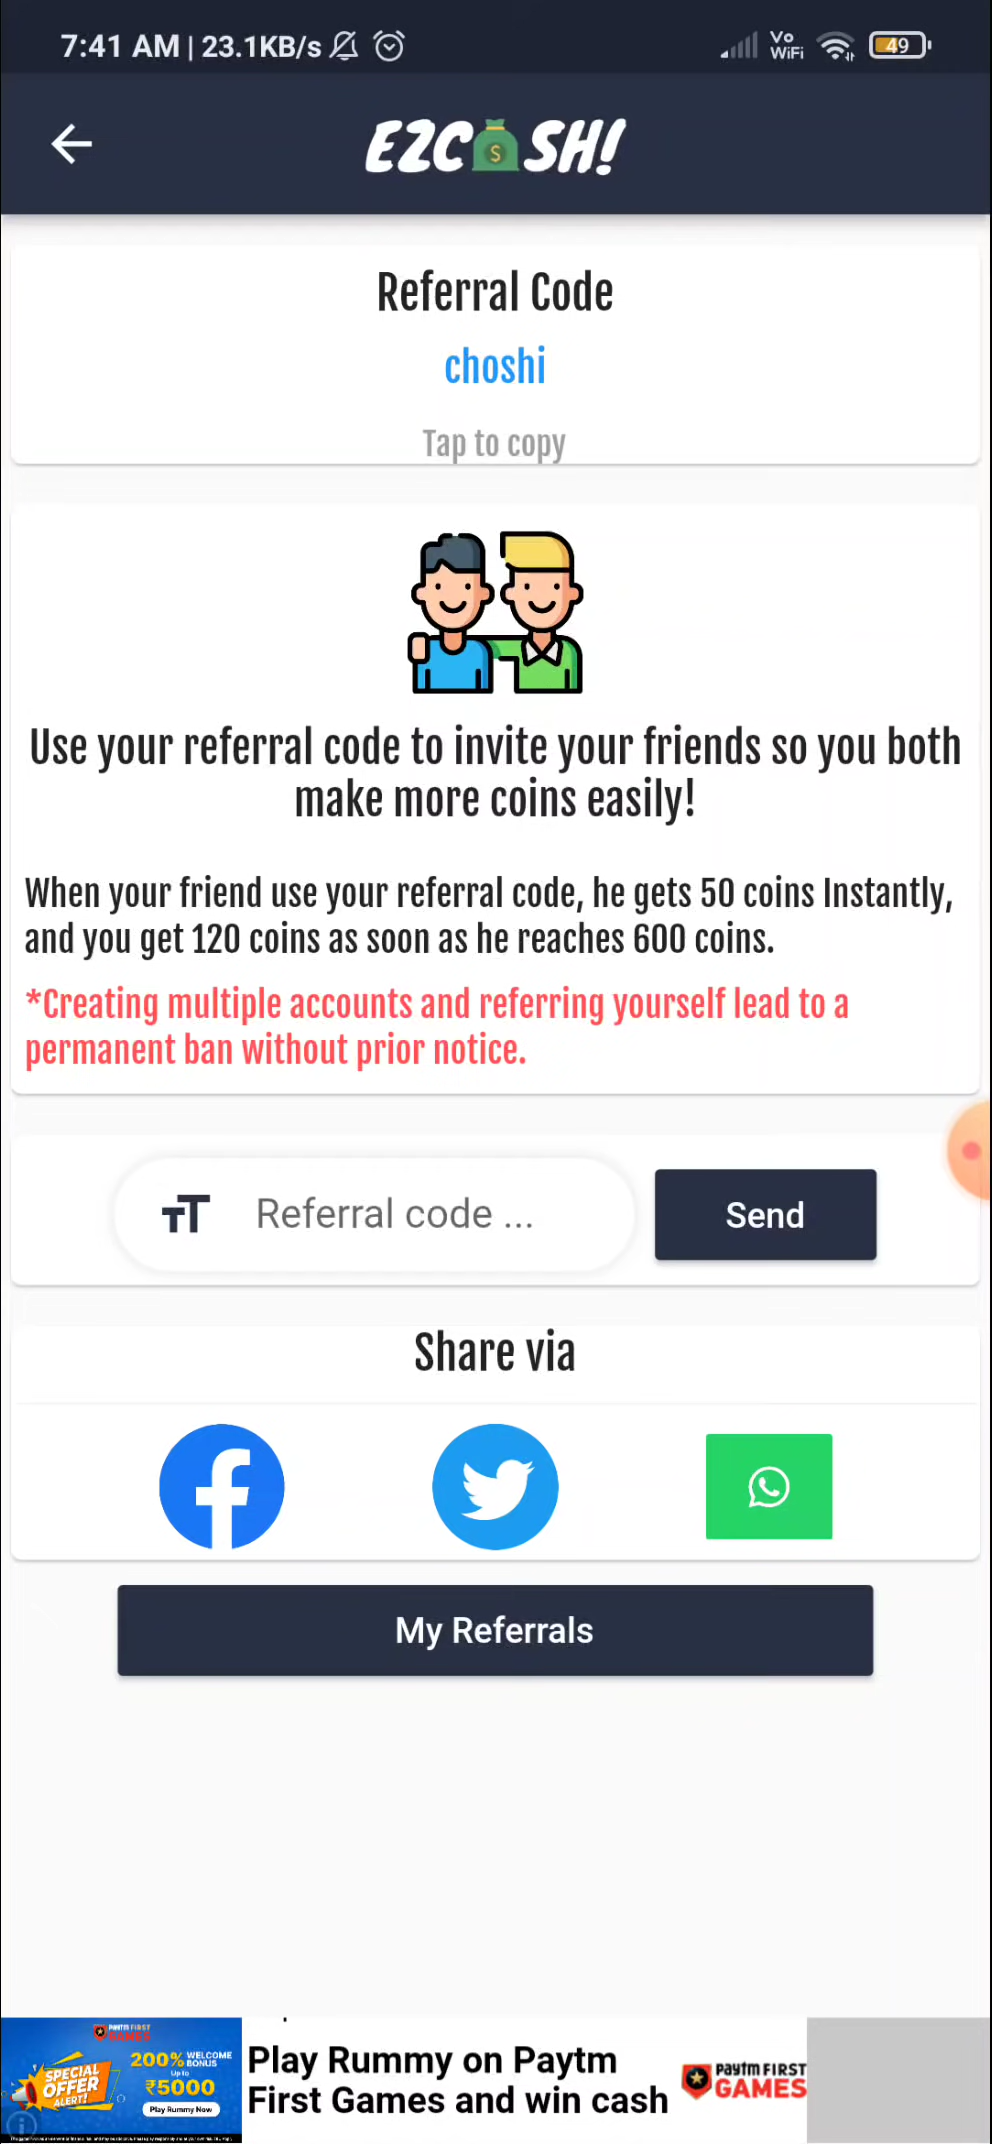 7:41 AM | 23.1KB/s
Vo
WiFi
49
EZCASH!
Referral Code
choshi
Tap to copy
Use your referral code to invite your friends so you both
make more coins easily!
When your friend use your referral code, he gets 50 coins Instantly,
and you get 120 coins as soon as he reaches 600 coins.
*Creating multiple accounts and referring yourself lead to a
permanent ban without prior notice.
Referral code ...
Send
Share via
My Referrals
PAYTM FIRST
GAMES
SPECIAL
OFFER
ALERT!
200% WELCOME
BONUS
Up to
₹5000
Play Rummy Now
Play Rummy on Paytm
First Games and win cash
Paytm FIRST
GAMES